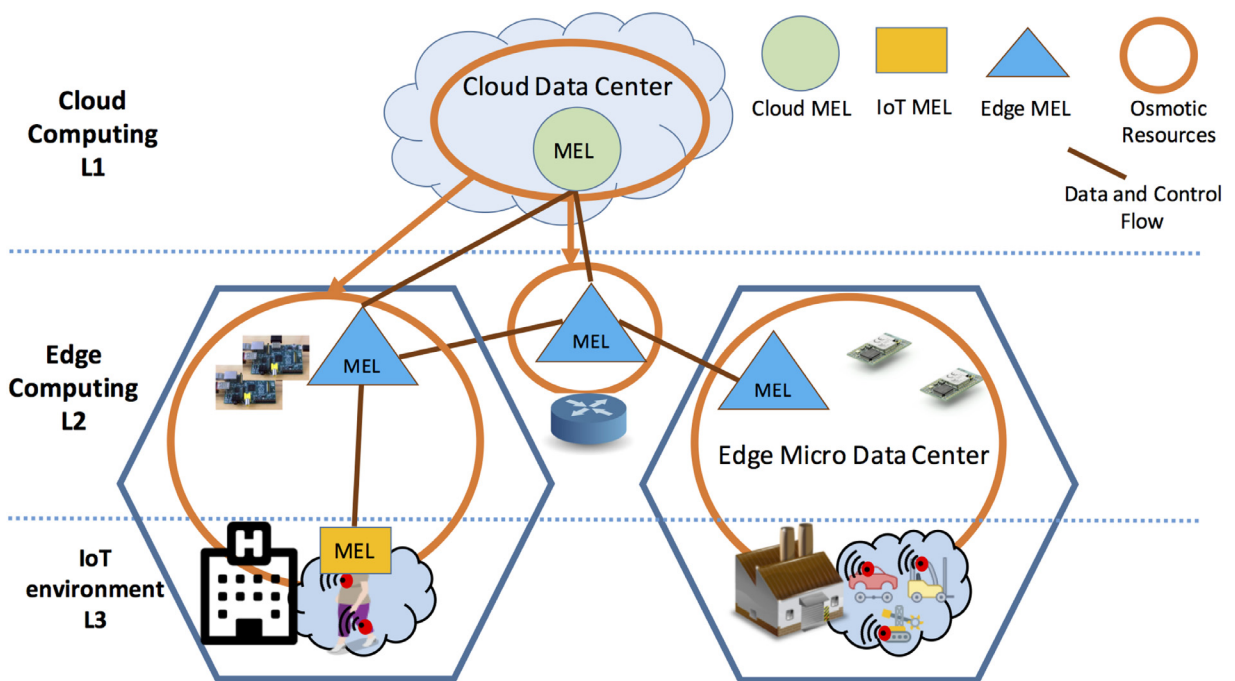 Cloud
Computing
L1
Cloud Data Center
MEL
Cloud MEL
IoT MEL
Edge MEL
Osmotic
Resources
Data and Control
Flow
Edge
Computing
L2
MEL
MEL
MEL
Edge Micro Data Center
IoT
environment
L3
H
MEL